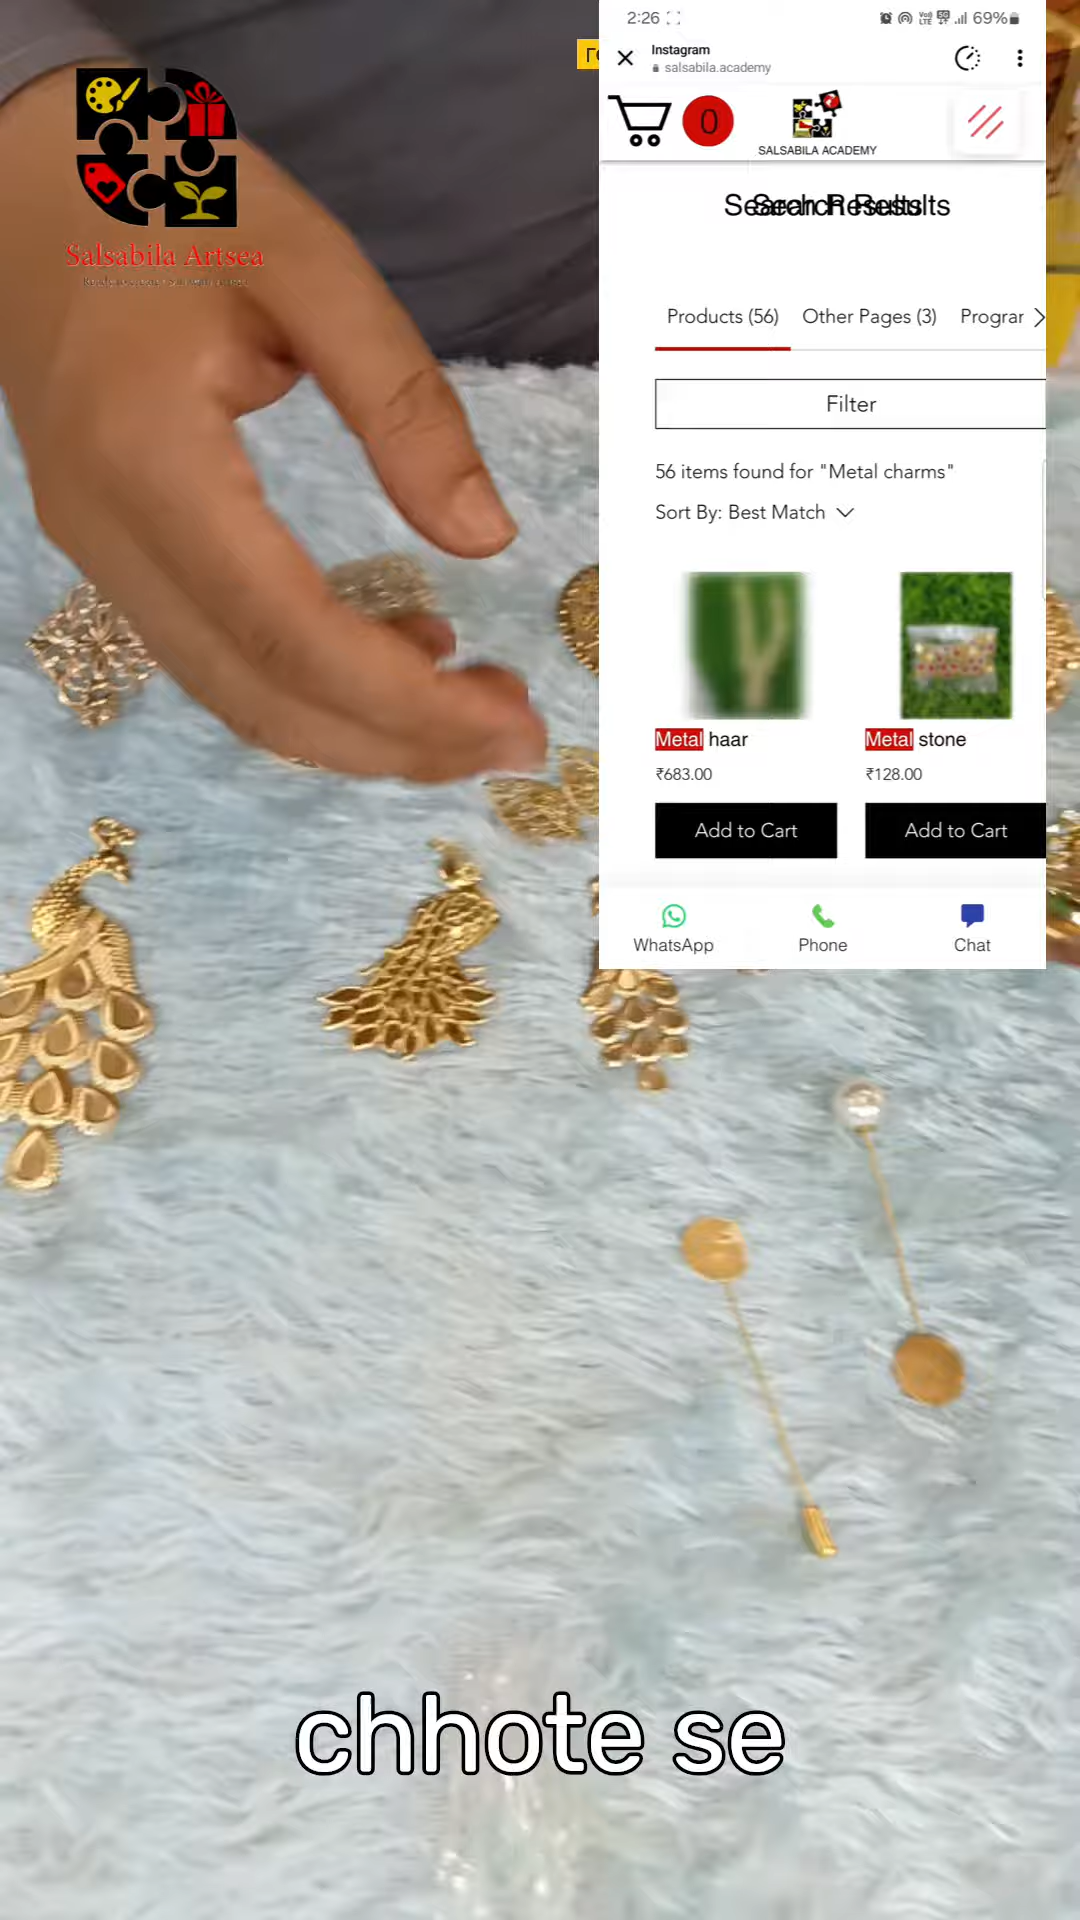 Salsabila Artsea
2:26
69%
Instagram
salsabila.academy
0
SALSABILA ACADEMY
Search Results
Search Results
Products (56)
Other Pages (3)
Prograr
Filter
56 items found for "Metal charms"
Sort By: Best Match
Metal haar
Metal stone
₹683.00
₹128.00
Add to Cart
Add to Cart
WhatsApp
Phone
Chat
chhote se